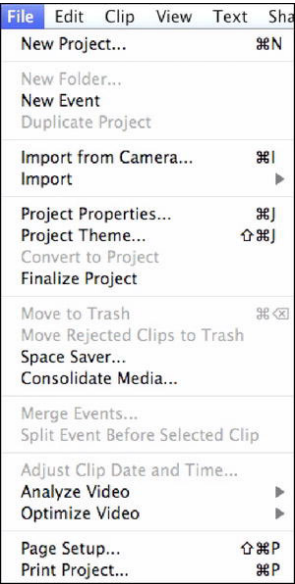 File Edit Clip View Text Sha
New Project... ⌘N
New Folder...
New Event
Duplicate Project
Import from Camera... ⌘I
Import ▶
Project Properties... ⌘J
Project Theme... ⇧⌘J
Convert to Project
Finalize Project
Move to Trash ⌘⌫
Move Rejected Clips to Trash
Space Saver...
Consolidate Media...
Merge Events...
Split Event Before Selected Clip
Adjust Clip Date and Time...
Analyze Video ▶
Optimize Video ▶
Page Setup... ⇧⌘P
Print Project... ⌘P